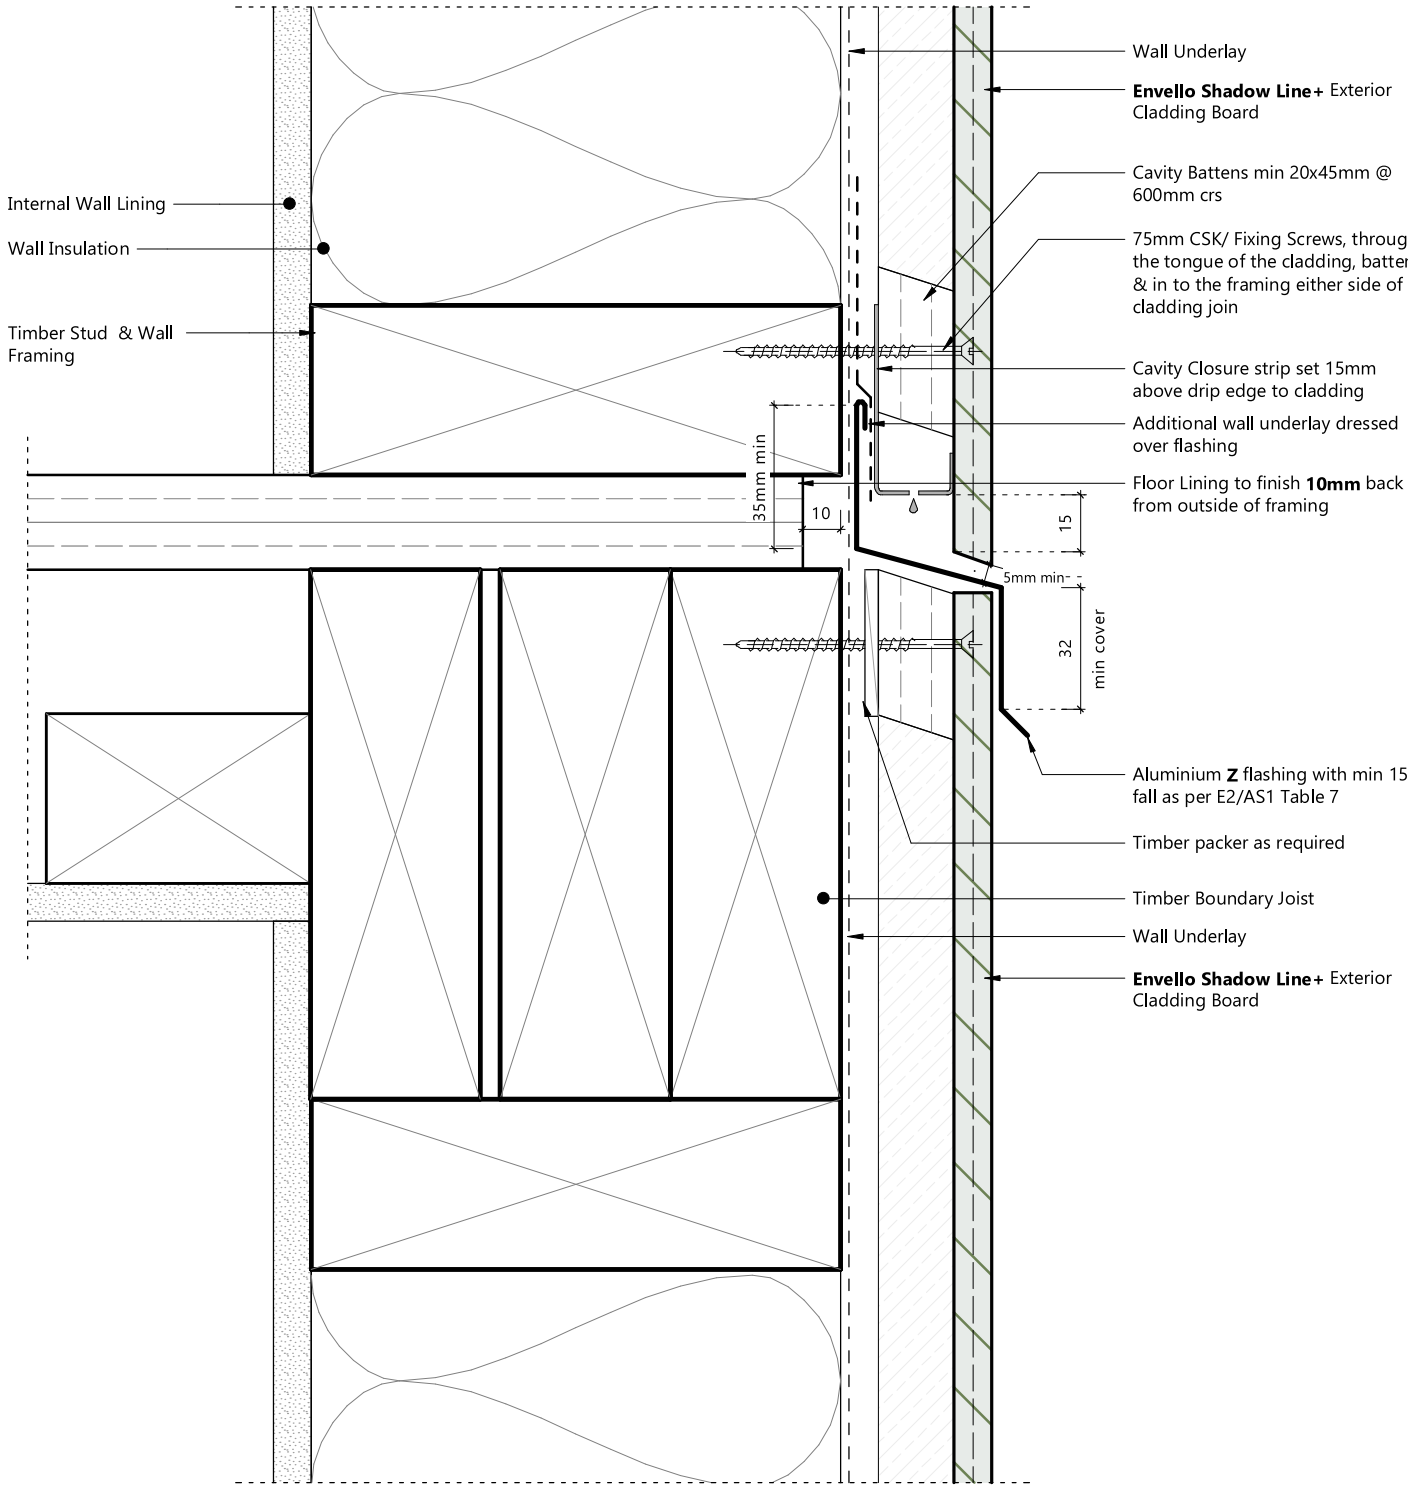 Wall Underlay
Envello Shadow Line+ Exterior
Cladding Board
Cavity Battens min 20x45mm @
600mm crs
Internal Wall Lining
Wall Insulation
75mm CSK/ Fixing Screws, throug
the tongue of the cladding, batte
& in to the framing either side of
cladding join
Timber Stud & Wall
Framing
Cavity Closure strip set 15mm
above drip edge to cladding
Additional wall underlay dressed
over flashing
35mm min
10
Floor Lining to finish 10mm back
from outside of framing
15
5mm min
32
min cover
Aluminium Z flashing with min 15
fall as per E2/AS1 Table 7
Timber packer as required
Timber Boundary Joist
Wall Underlay
Envello Shadow Line+ Exterior
Cladding Board